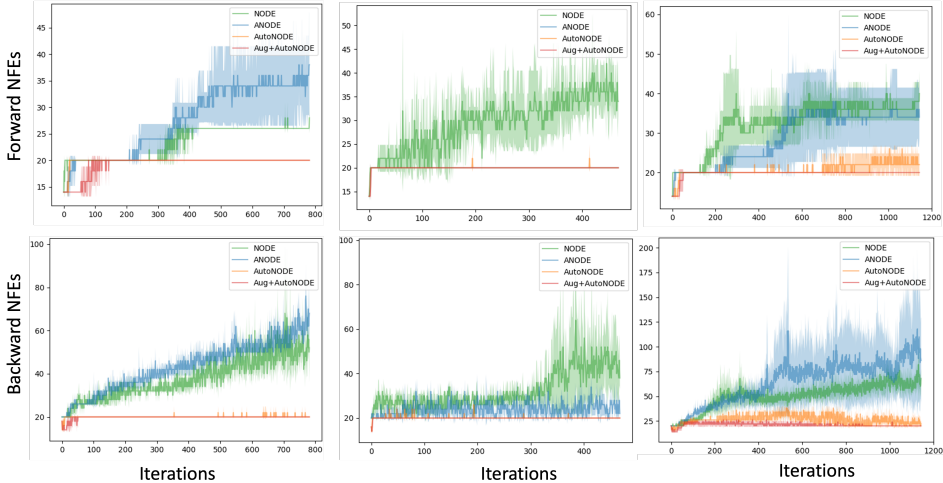 Forward NFEs
45
40
35
30
25
20
15
0 100 200 300 400 500 600 700 800
NODE
ANODE
AutoNODE
Aug+AutoNODE
50
45
40
35
30
25
20
15
0 100 200 300 400
NODE
ANODE
AutoNODE
Aug+AutoNODE
60
50
40
30
20
0 200 400 600 800 1000 1200
NODE
ANODE
AutoNODE
Aug+AutoNODE
Backward NFEs
100
80
60
40
20
0 100 200 300 400 500 600 700 800
NODE
ANODE
AutoNODE
Aug+AutoNODE
100
80
60
40
20
0 100 200 300 400
NODE
ANODE
AutoNODE
Aug+AutoNODE
200
175
150
125
100
75
50
25
0 200 400 600 800 1000 1200
NODE
ANODE
AutoNODE
Aug+AutoNODE
Iterations
Iterations
Iterations